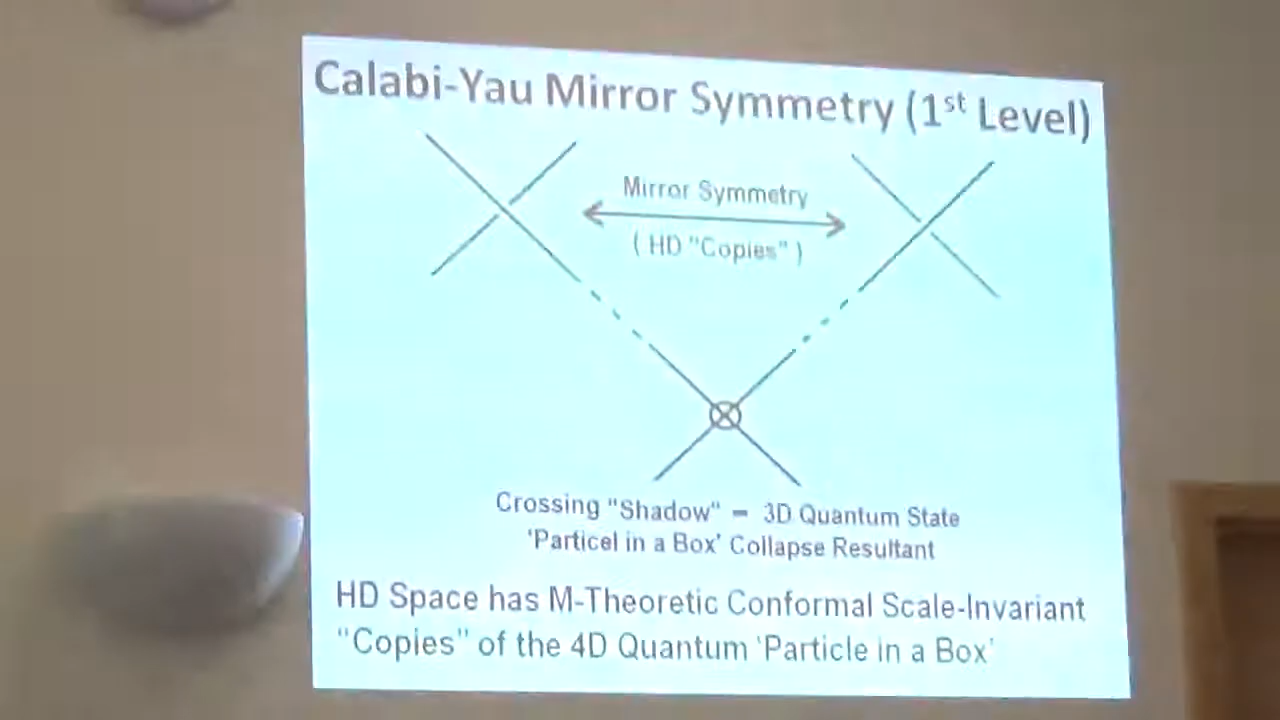 Calabi-Yau Mirror Symmetry (1st Level)
Mirror Symmetry
( HD "Copies" )
Crossing "Shadow" = 3D Quantum State
'Particel in a Box' Collapse Resultant
HD Space has M-Theoretic Conformal Scale-Invariant
"Copies" of the 4D Quantum 'Particle in a Box'